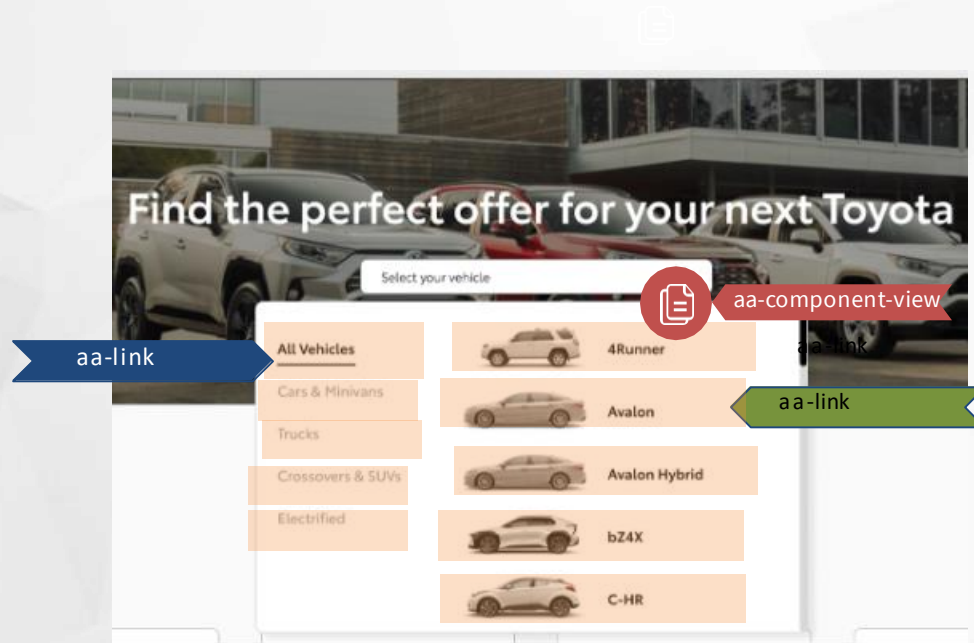 Find the perfect offer for your next Toyota
Select your vehicle
aa-component-view
aa-link
All Vehicles
4Runner
aa-link
Cars & Minivans
Avalon
aa-link
Trucks
Crossovers & SUVs
Avalon Hybrid
Electrified
bZ4X
C-HR